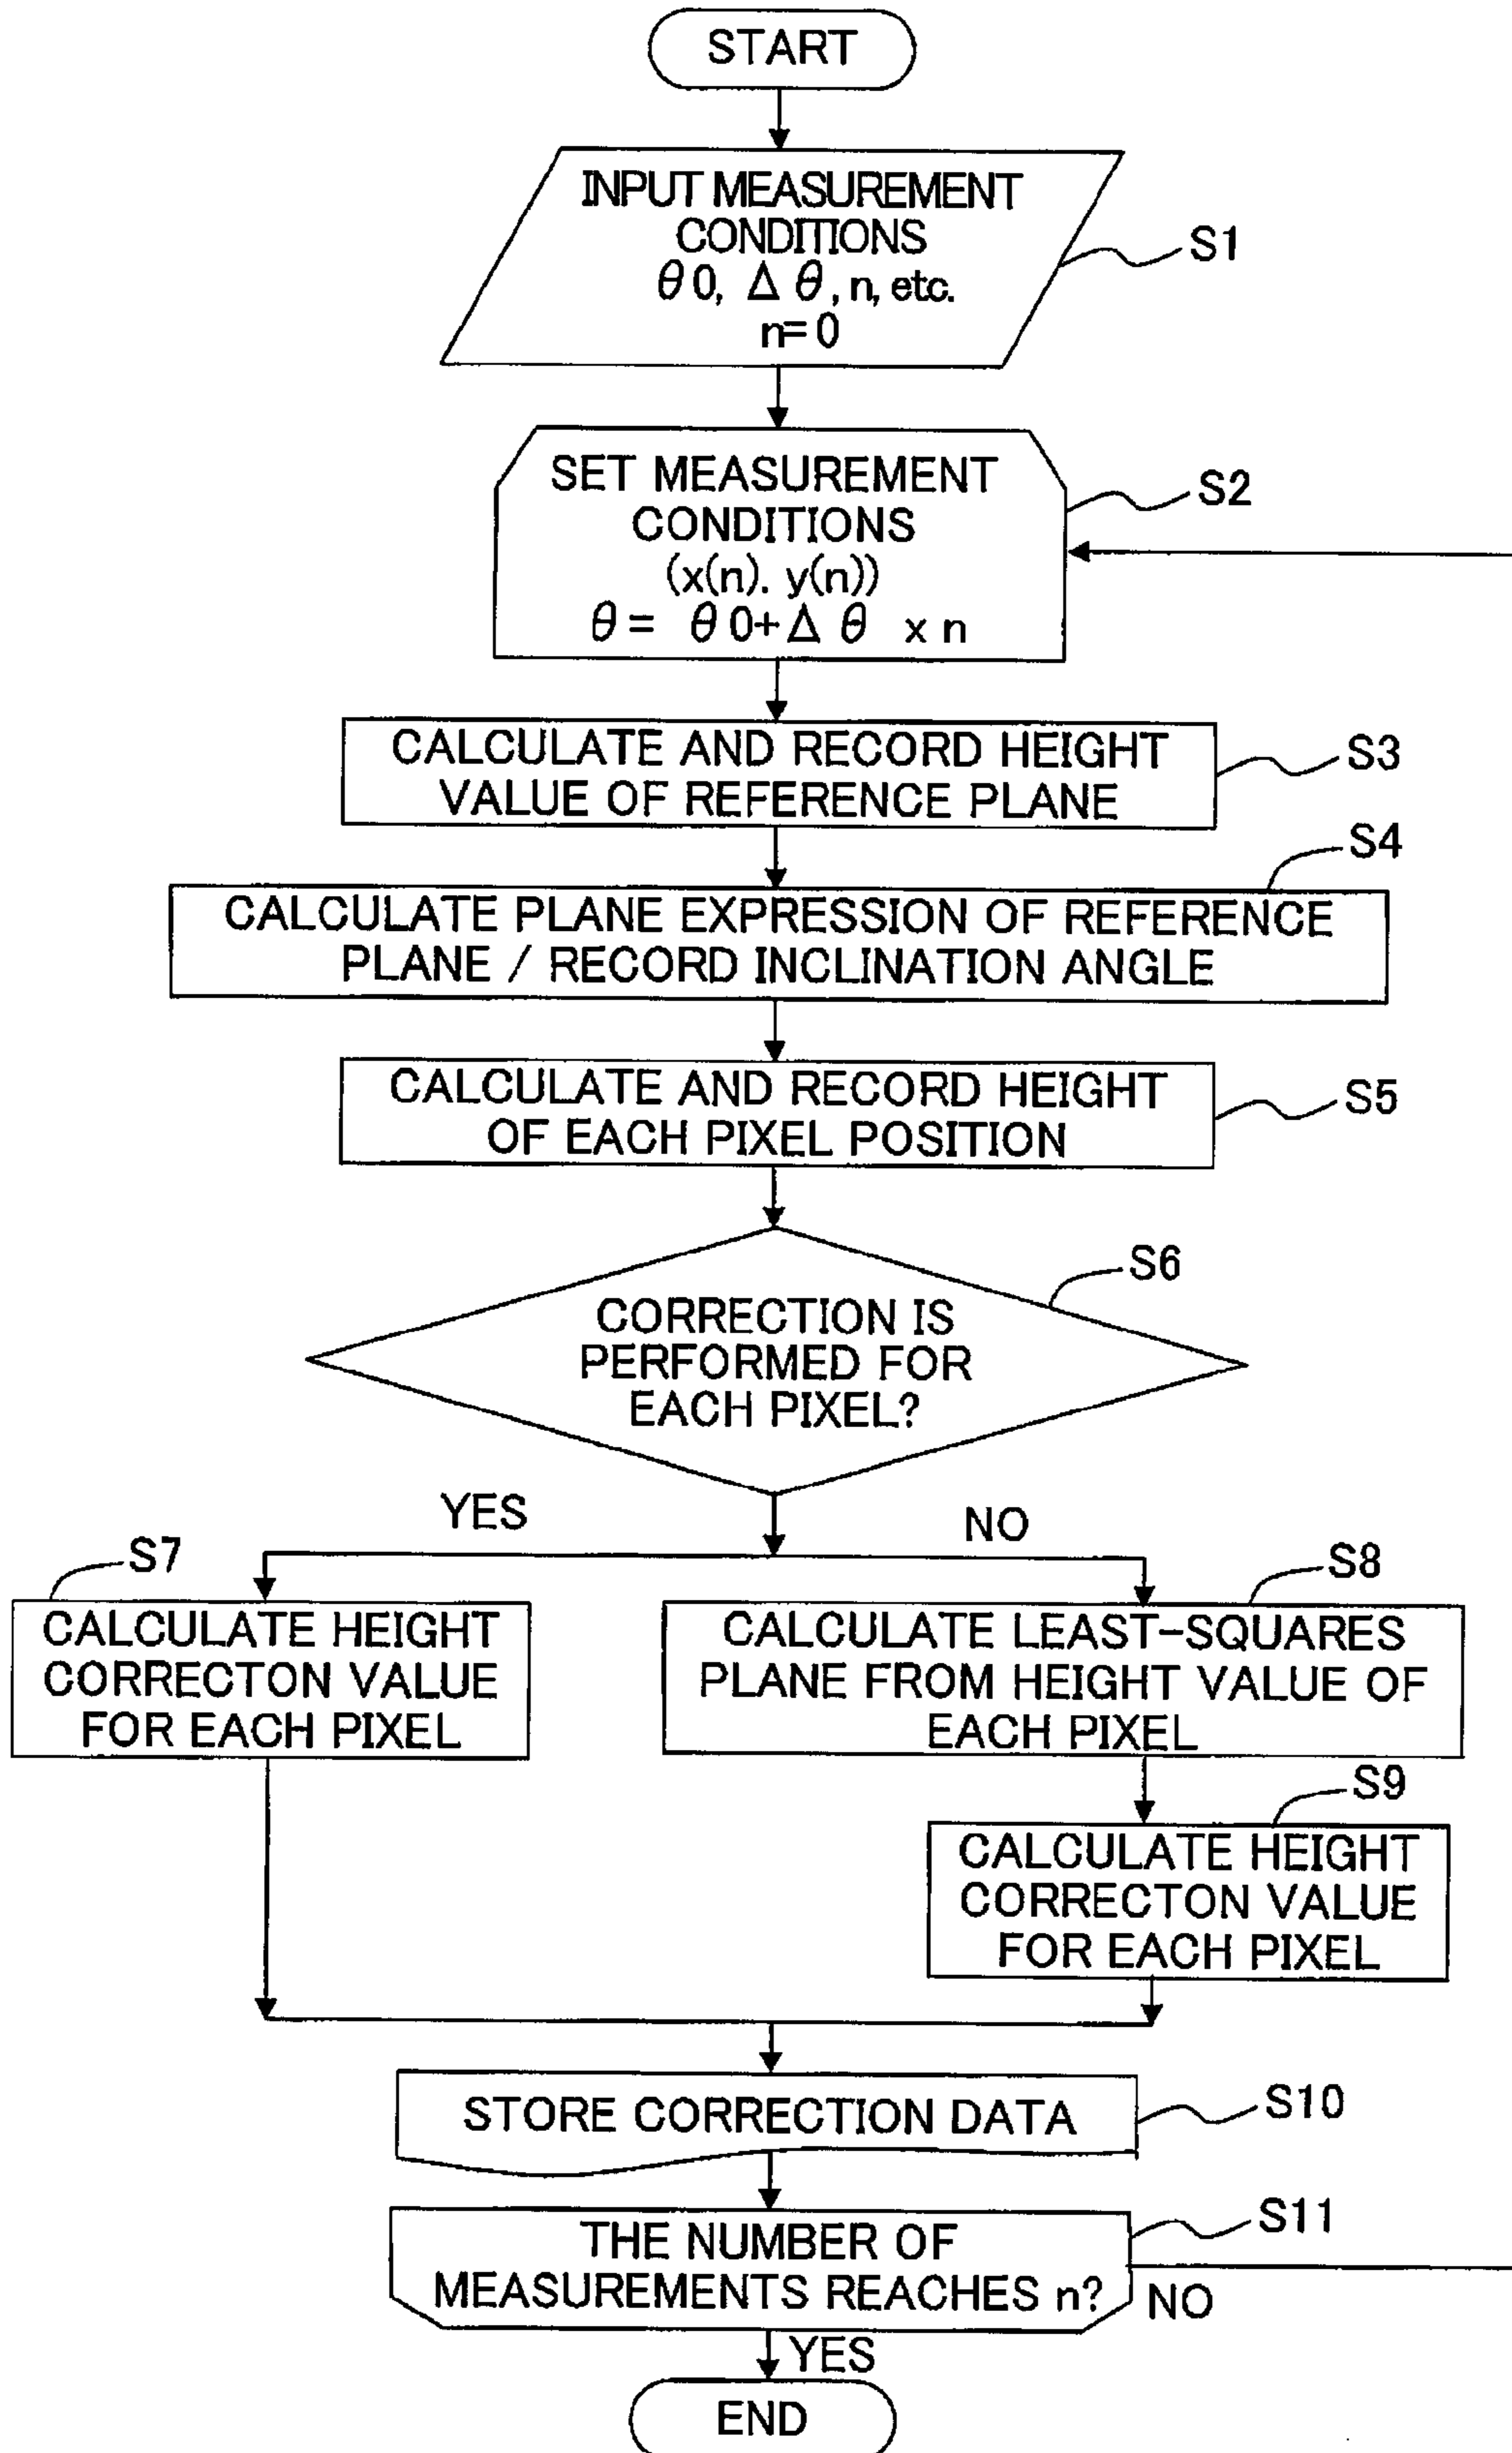 START
INPUT MEASUREMENT
CONDITIONS
θ0, Δθ, n, etc.
n=0
S1
SET MEASUREMENT
CONDITIONS
(x(n). y(n))
θ= θ0+Δθ x n
S2
CALCULATE AND RECORD HEIGHT
VALUE OF REFERENCE PLANE
S3
S4
CALCULATE PLANE EXPRESSION OF REFERENCE
PLANE / RECORD INCLINATION ANGLE
CALCULATE AND RECORD HEIGHT
OF EACH PIXEL POSITION
S5
S6
CORRECTION IS
PERFORMED FOR
EACH PIXEL?
YES
NO
S7
CALCULATE HEIGHT
CORRECTON VALUE
FOR EACH PIXEL
S8
CALCULATE LEAST-SQUARES
PLANE FROM HEIGHT VALUE OF
EACH PIXEL
S9
CALCULATE HEIGHT
CORRECTON VALUE
FOR EACH PIXEL
STORE CORRECTION DATA
S10
THE NUMBER OF
MEASUREMENTS REACHES n?
S11
NO
YES
END